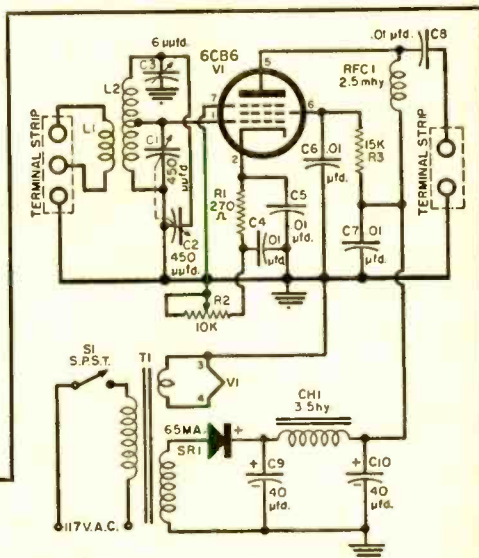 6 μμfd.
C3
L2
L1
TERMINAL STRIP
C1
450
μμfd.
C2
450
μμfd.
6CB6
V1
5
7
6
2
R1
270
Ω
C4
.01
μfd.
C5
.01
μfd.
C6 .01
μfd.
15K
R3
C7 .01
μfd.
.01 μfd. C8
RFC1
2.5mhy
TERMINAL STRIP
R2
10K
S1
S.P.S.T.
T1
117V.A.C.
3
4
V1
65MA.
SR1
+
CH1
3.5hy
+
-
C9
40
μfd.
+
-
C10
40
μfd.